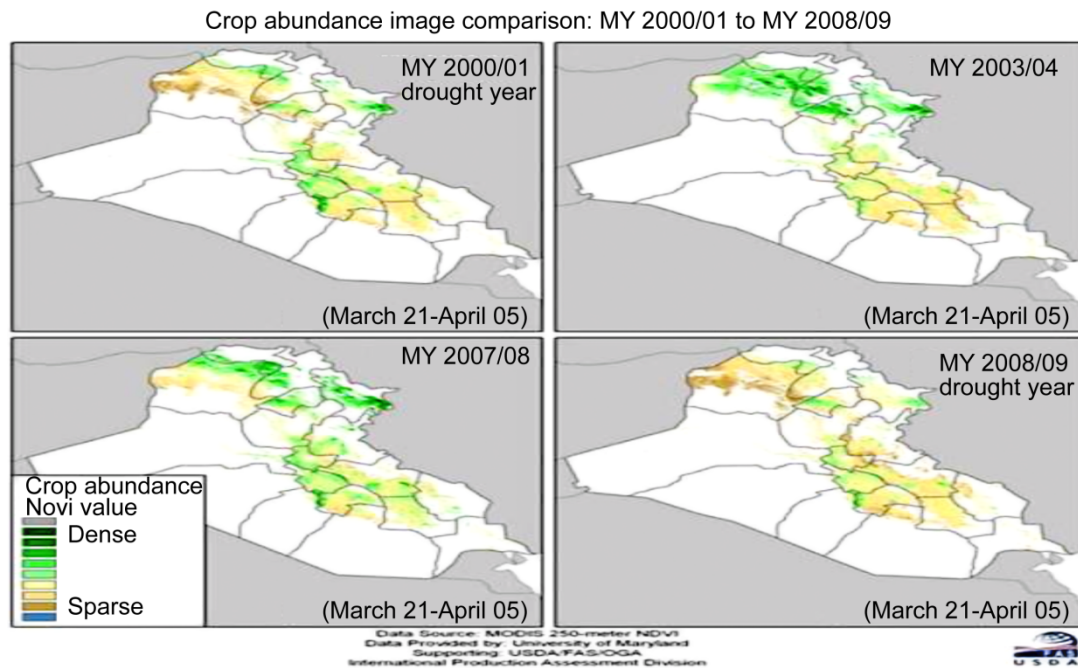 Crop abundance image comparison: MY 2000/01 to MY 2008/09
MY 2000/01
drought year
(March 21-April 05)
MY 2003/04
(March 21-April 05)
MY 2007/08
Crop abundance
Novi value
Dense
Sparse
(March 21-April 05)
MY 2008/09
drought year
(March 21-April 05)
Data Source: MODIS 250-meter NDVI
Data Provided by: University of Maryland
Supporting: USDA/FAS/OGA
International Production Assessment Division
FAS
USDA